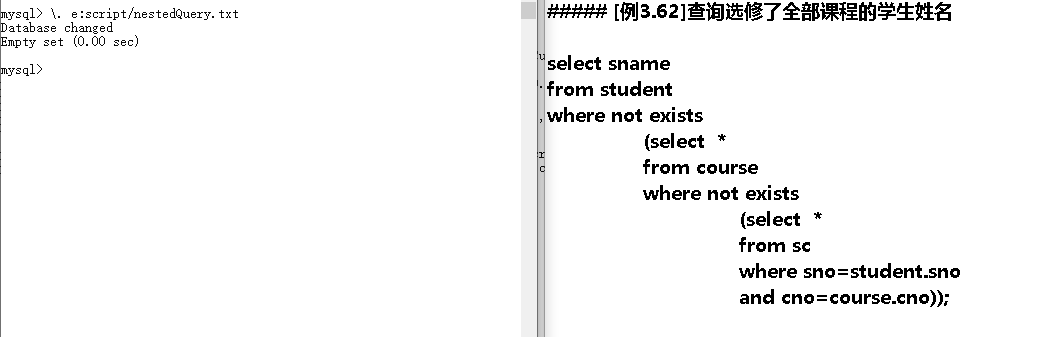 mysql> \. e:script/nestedQuery.txt
Database changed
Empty set (0.00 sec)
mysql>
##### [例3.62]查询选修了全部课程的学生姓名
select sname
from student
where not exists
(select *
from course
where not exists
(select *
from sc
where sno=student.sno
and cno=course.cno));